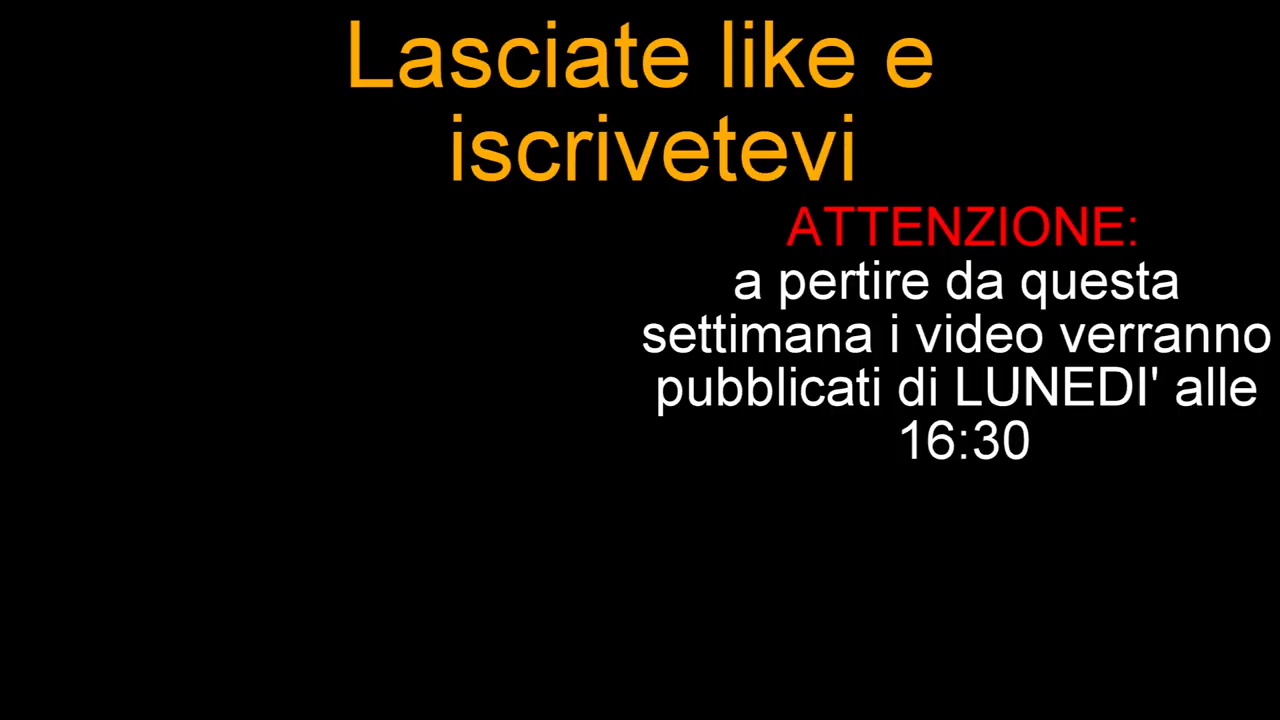 Lasciate like e
iscrivetevi
ATTENZIONE:
a pertire da questa
settimana i video verranno
pubblicati di LUNEDI' alle
16:30